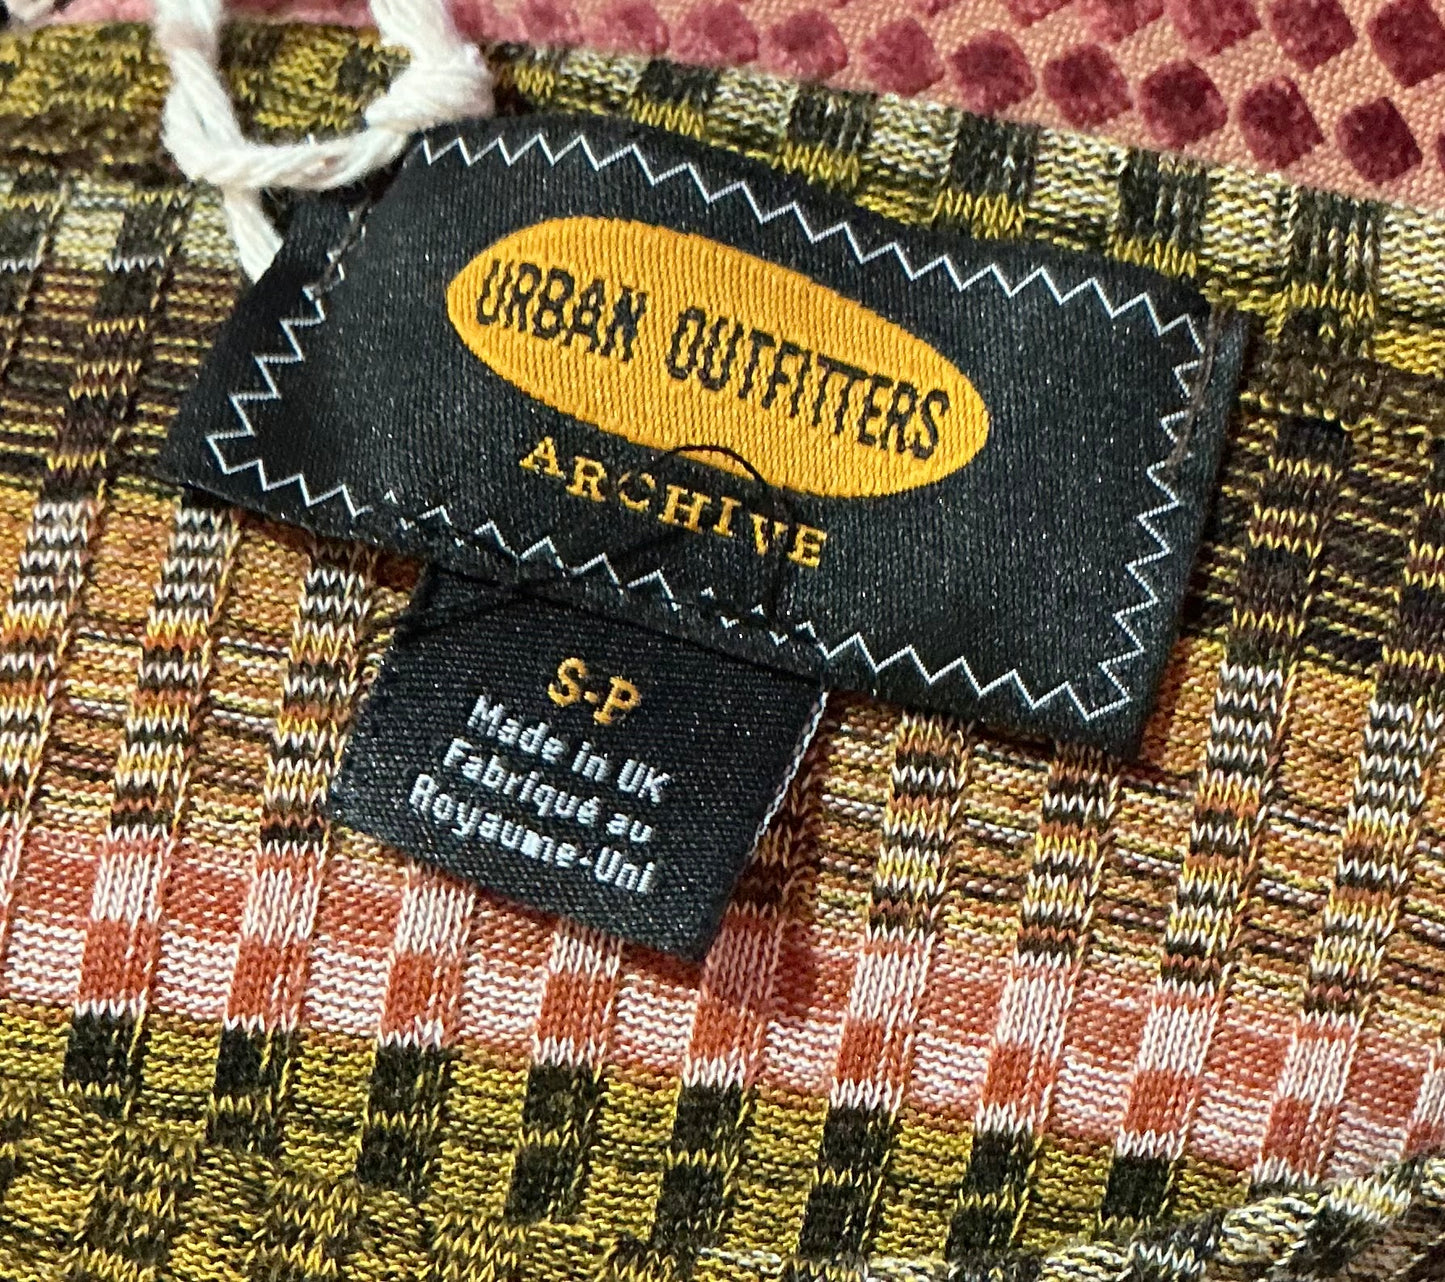 URBAN OUTFITTERS
ARCHIVE
S-P
Made in UK
Fabriqué au
Royaume-Uni